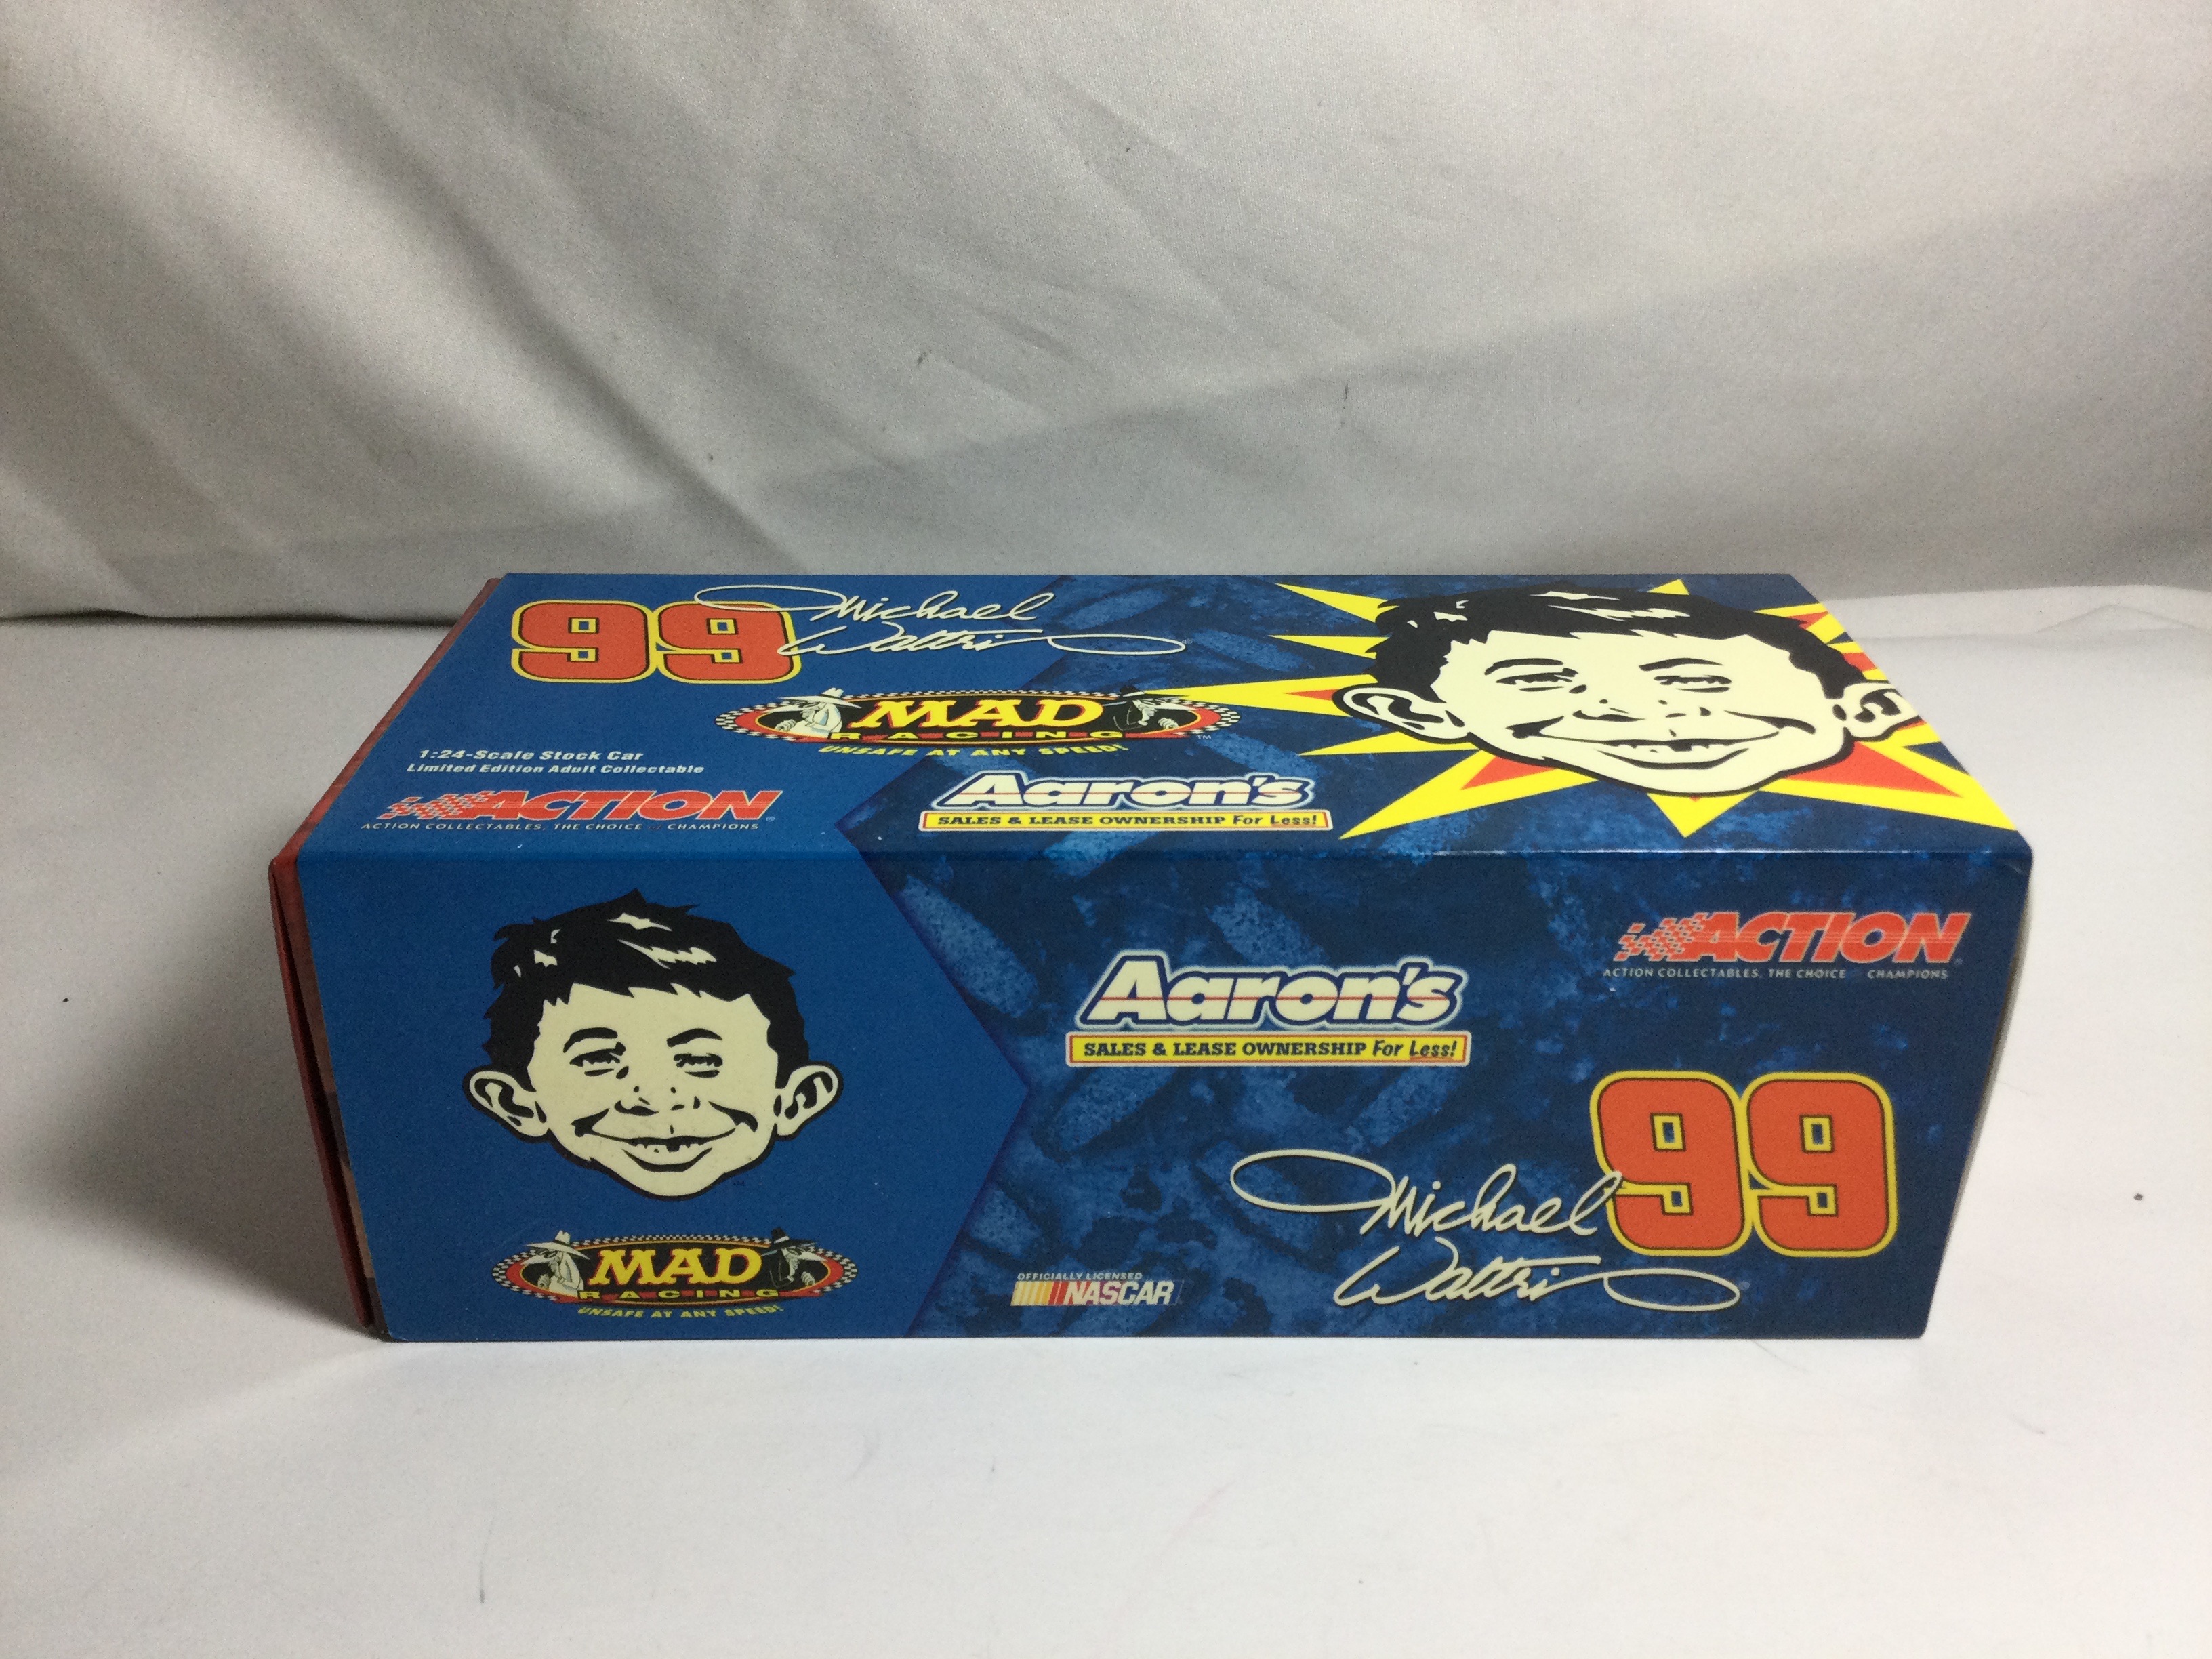 99
Michael
Waltrip
MAD
RACING™
UNSAFE AT ANY SPEED!
1:24-Scale Stock Car
Limited Edition Adult Collectable
ACTION®
ACTION COLLECTABLES. THE CHOICE of CHAMPIONS
Aaron's
SALES & LEASE OWNERSHIP For Less!
ACTION®
ACTION COLLECTABLES. THE CHOICE CHAMPIONS
Aaron's
SALES & LEASE OWNERSHIP For Less!
99
Michael
Waltrip
MAD
RACING
UNSAFE AT ANY SPEED!
OFFICIALLY LICENSED
NASCAR